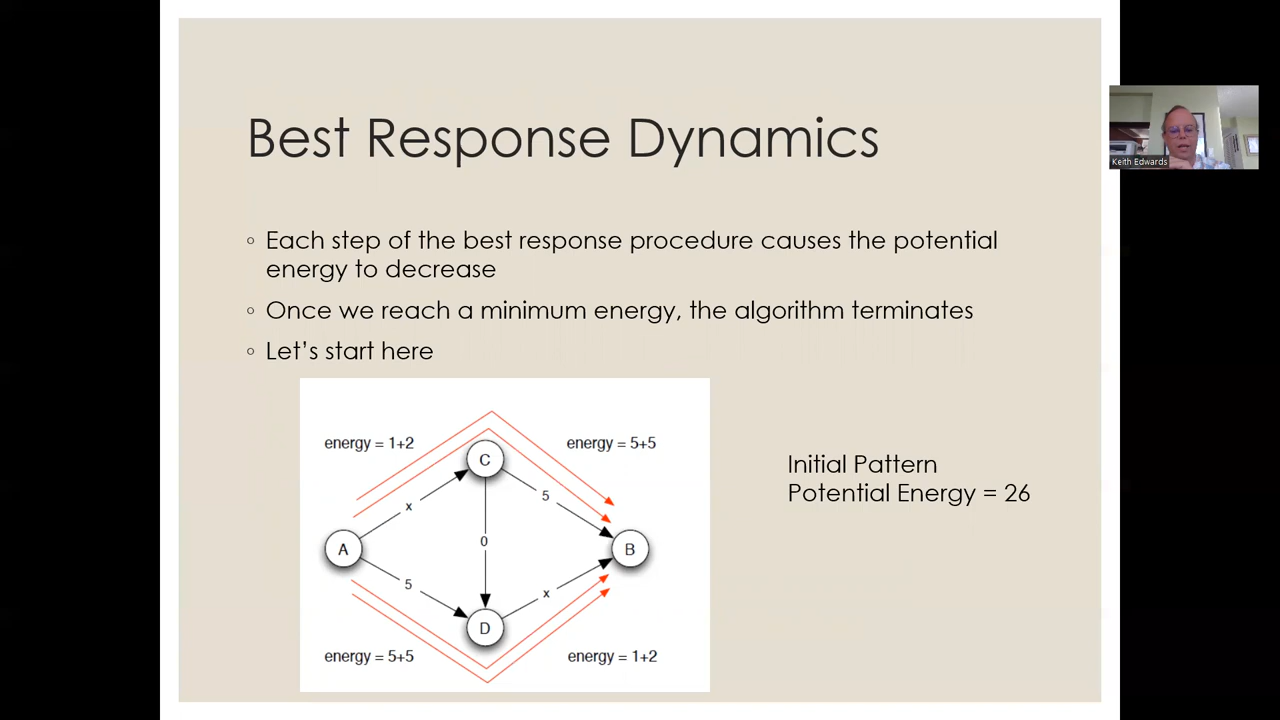 Best Response Dynamics
Keith Edwards
◦ Each step of the best response procedure causes the potential
energy to decrease
◦ Once we reach a minimum energy, the algorithm terminates
◦ Let's start here
energy = 1+2
energy = 5+5
C
x
5
A
0
B
5
x
D
energy = 5+5
energy = 1+2
Initial Pattern
Potential Energy = 26